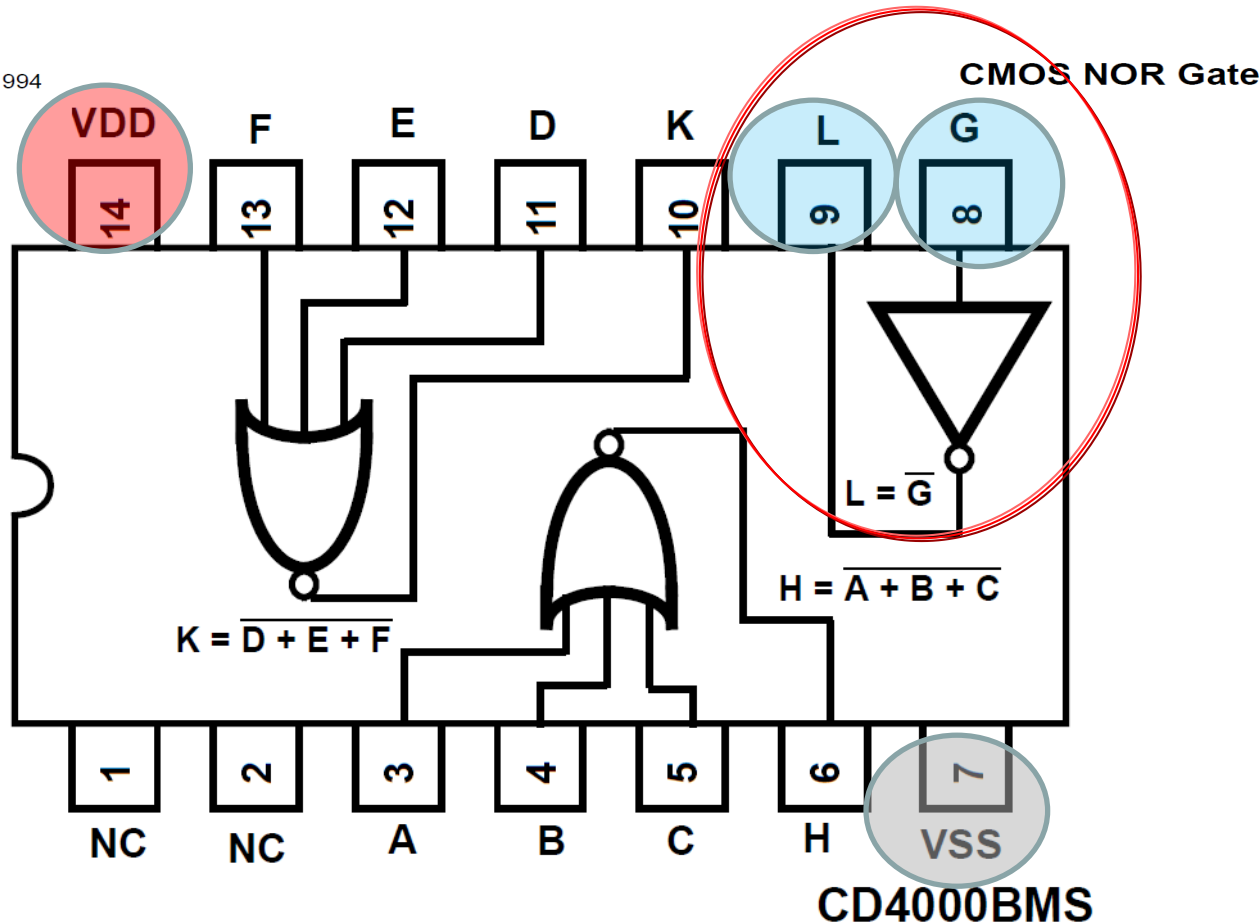 994
CMOS NOR Gate
VDD F E D K L G
14 13 12 11 10 9 8
L = G̅
H = A̅ ̅+̅ ̅B̅ ̅+̅ ̅C̅
K = D̅ ̅+̅ ̅E̅ ̅+̅ ̅F̅
1 2 3 4 5 6 7
NC NC A B C H VSS
CD4000BMS